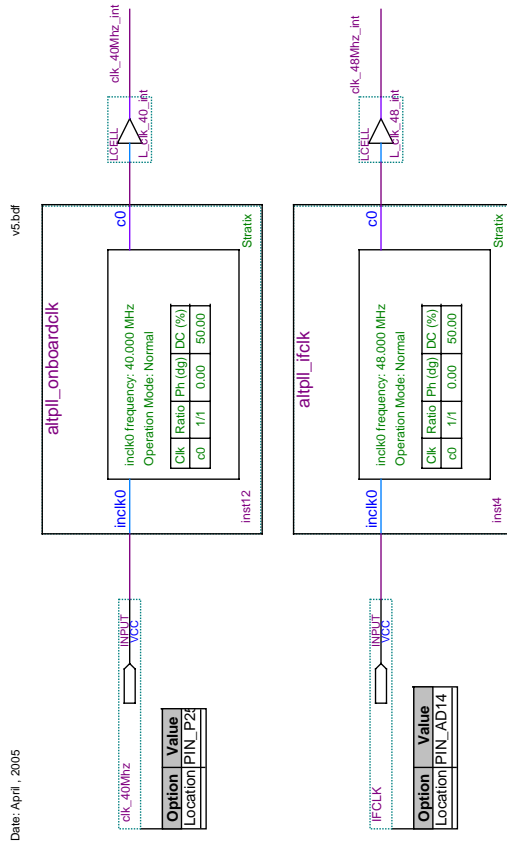 Date: April , 2005
v5.bdf
altpll_onboardclk
inclk0
c0
inclk0 frequency: 40.000 MHz
Operation Mode: Normal
Clk Ratio Ph (dg) DC (%)
c0 1/1 0.00 50.00
inst12
Stratix
clk_40Mhz
INPUT
VCC
Option Value
Location PIN_P25
LCELL
L_clk_40_int
clk_40Mhz_int
altpll_ifclk
inclk0
c0
inclk0 frequency: 48.000 MHz
Operation Mode: Normal
Clk Ratio Ph (dg) DC (%)
c0 1/1 0.00 50.00
inst4
Stratix
IFCLK
INPUT
VCC
Option Value
Location PIN_AD14
LCELL
L_clk_48_int
clk_48Mhz_int